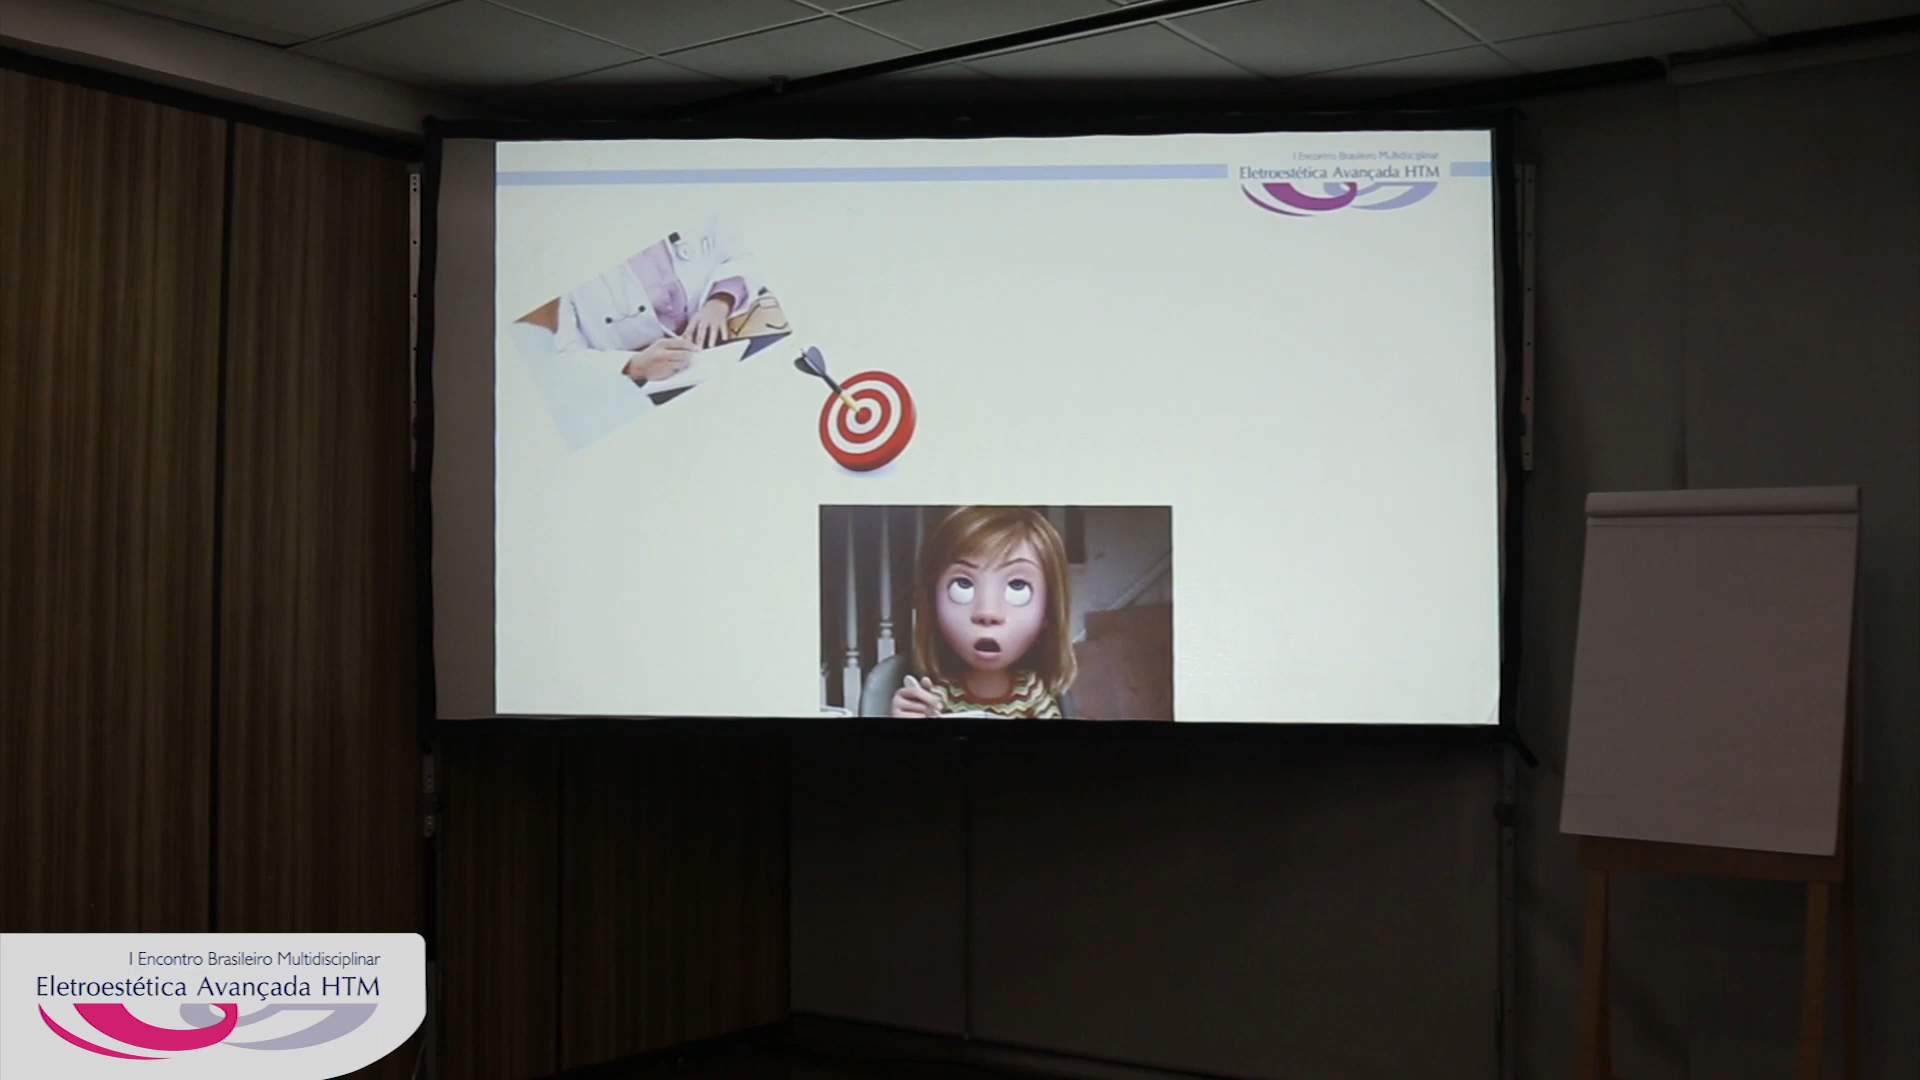 I Encontro Brasileiro Multidisciplinar
Eletroestética Avançada HTM
I Encontro Brasileiro Multidisciplinar
Eletroestética Avançada HTM